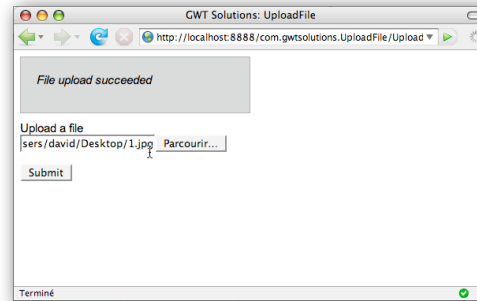 GWT Solutions: UploadFile
http://localhost:8888/com.gwtsolutions.UploadFile/Upload
File upload succeeded
Upload a file
sers/david/Desktop/1.jpg Parcourir...
Submit
Terminé